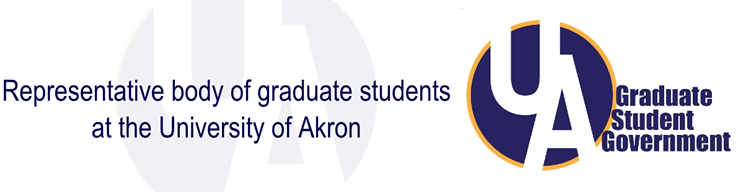 Representative body of graduate students
at the University of Akron
UA
Graduate
Student
Government